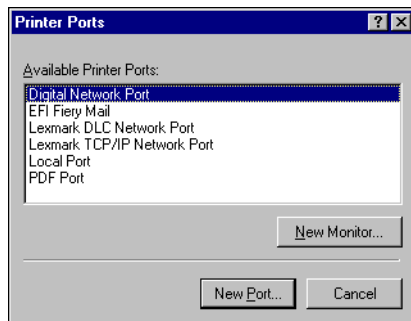 Printer Ports
Available Printer Ports:
Digital Network Port
EFI Fiery Mail
Lexmark DLC Network Port
Lexmark TCP/IP Network Port
Local Port
PDF Port
New Monitor...
New Port... Cancel